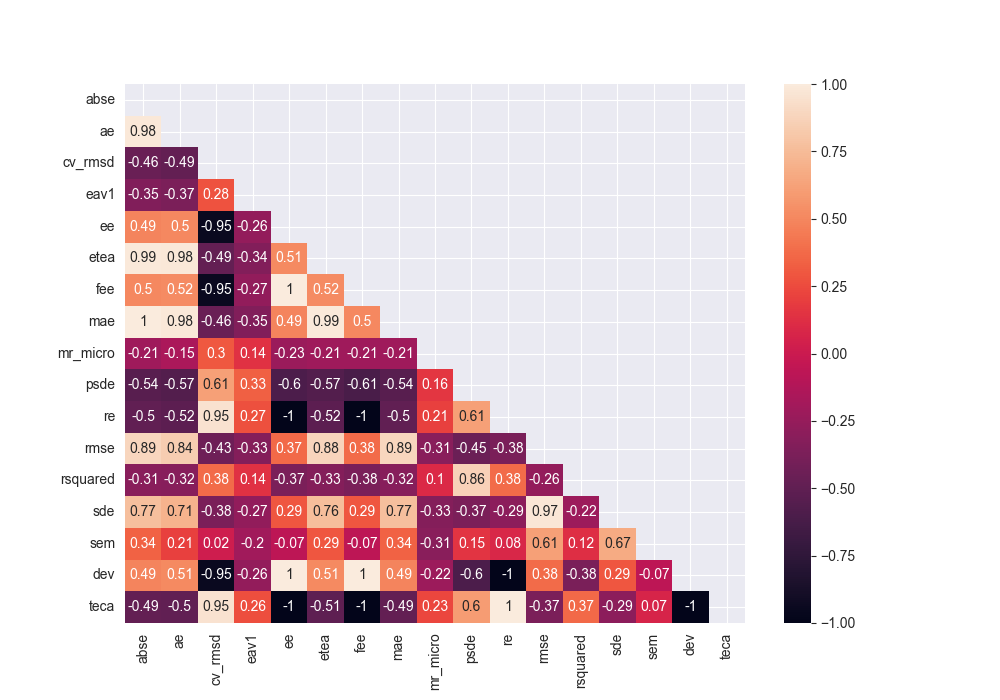 abse
ae 0.98
cv_rmsd -0.46 -0.49
eav1 -0.35 -0.37 0.28
ee 0.49 0.5 -0.95 -0.26
etea 0.99 0.98 -0.49 -0.34 0.51
fee 0.5 0.52 -0.95 -0.27 1 0.52
mae 1 0.98 -0.46 -0.35 0.49 0.99 0.5
mr_micro -0.21 -0.15 0.3 0.14 -0.23 -0.21 -0.21 -0.21
psde -0.54 -0.57 0.61 0.33 -0.6 -0.57 -0.61 -0.54 0.16
re -0.5 -0.52 0.95 0.27 -1 -0.52 -1 -0.5 0.21 0.61
rmse 0.89 0.84 -0.43 -0.33 0.37 0.88 0.38 0.89 -0.31 -0.45 -0.38
rsquared -0.31 -0.32 0.38 0.14 -0.37 -0.33 -0.38 -0.32 0.1 0.86 0.38 -0.26
sde 0.77 0.71 -0.38 -0.27 0.29 0.76 0.29 0.77 -0.33 -0.37 -0.29 0.97 -0.22
sem 0.34 0.21 0.02 -0.2 -0.07 0.29 -0.07 0.34 -0.31 0.15 0.08 0.61 0.12 0.67
dev 0.49 0.51 -0.95 -0.26 1 0.51 1 0.49 -0.22 -0.6 -1 0.38 -0.38 0.29 -0.07
teca -0.49 -0.5 0.95 0.26 -1 -0.51 -1 -0.49 0.23 0.6 1 -0.37 0.37 -0.29 0.07 -1
abse ae cv_rmsd eav1 ee etea fee mae mr_micro psde re rmse rsquared sde sem dev teca
1.00
0.75
0.50
0.25
0.00
−0.25
−0.50
−0.75
−1.00